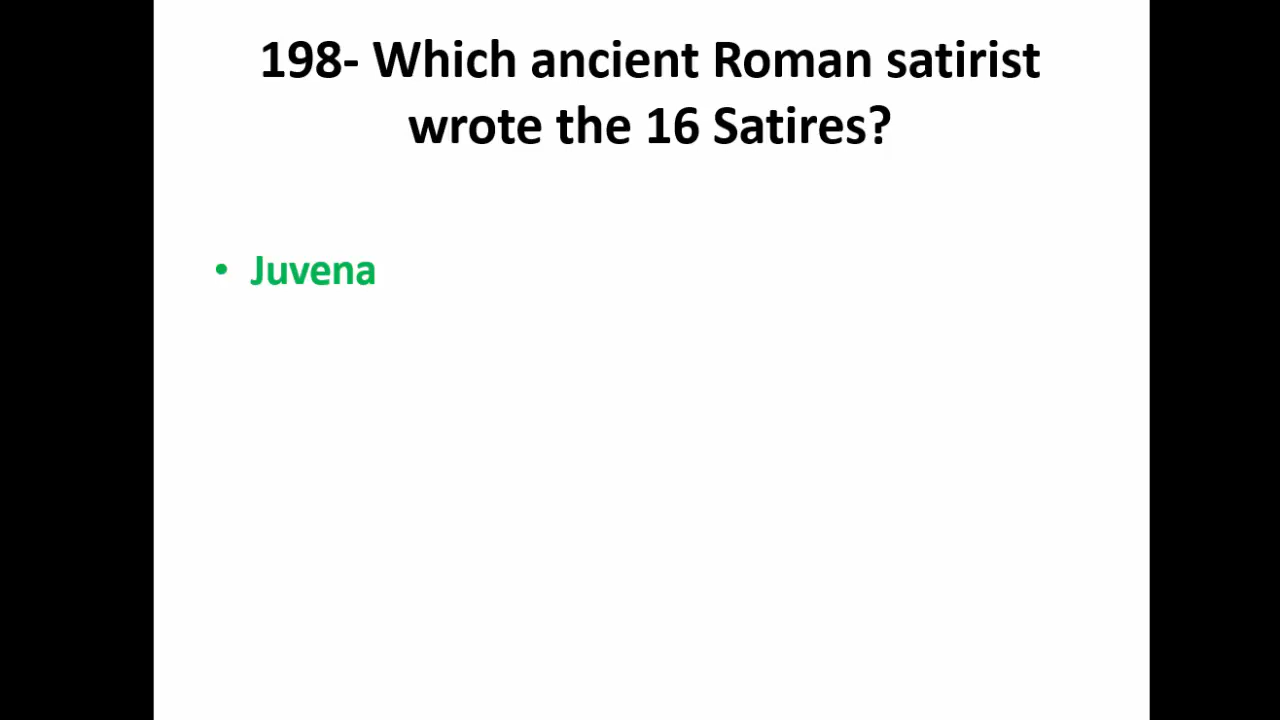 198- Which ancient Roman satirist
wrote the 16 Satires?
• Juvena